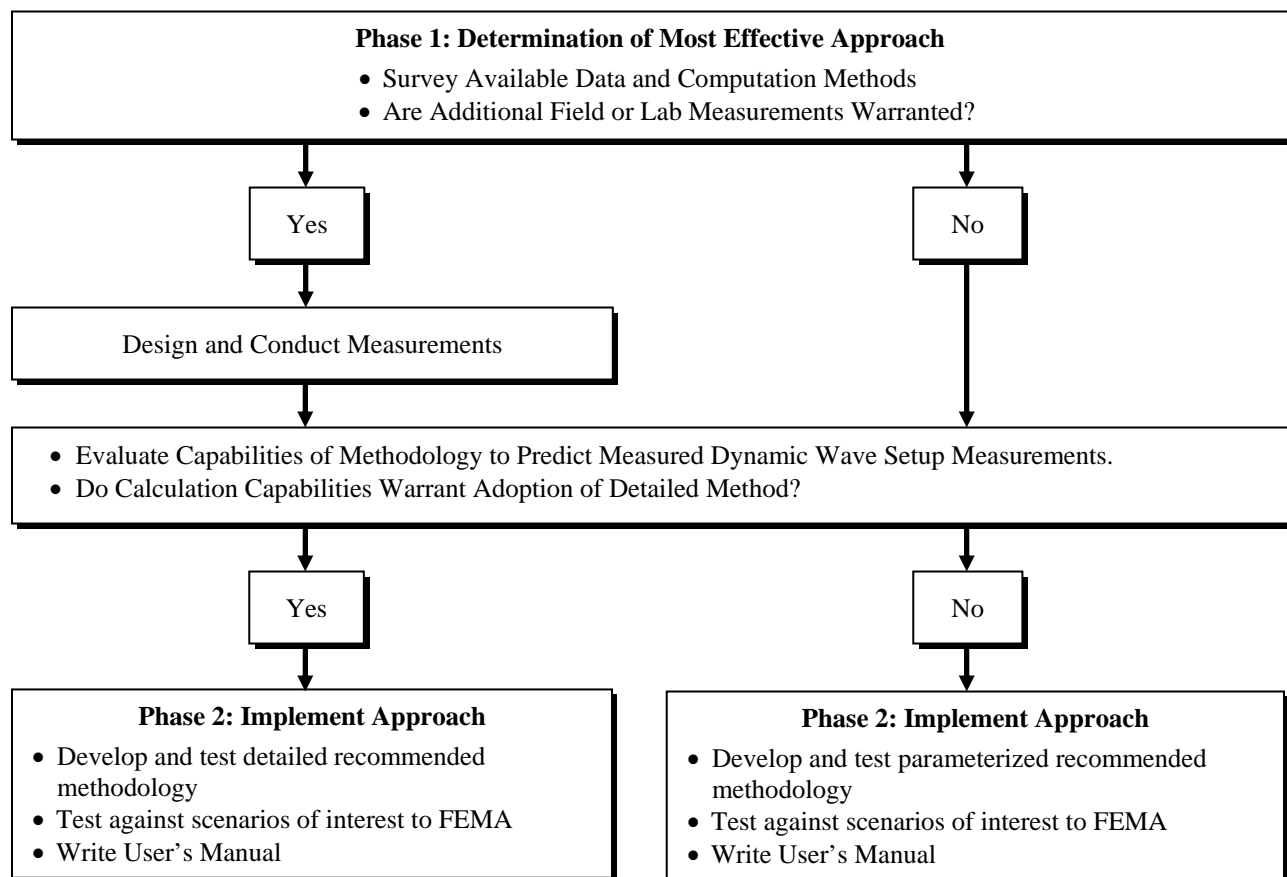 Phase 1: Determination of Most Effective Approach
• Survey Available Data and Computation Methods
• Are Additional Field or Lab Measurements Warranted?
Yes
No
Design and Conduct Measurements
• Evaluate Capabilities of Methodology to Predict Measured Dynamic Wave Setup Measurements.
• Do Calculation Capabilities Warrant Adoption of Detailed Method?
Yes
No
Phase 2: Implement Approach
• Develop and test detailed recommended
methodology
• Test against scenarios of interest to FEMA
• Write User’s Manual
Phase 2: Implement Approach
• Develop and test parameterized recommended
methodology
• Test against scenarios of interest to FEMA
• Write User’s Manual